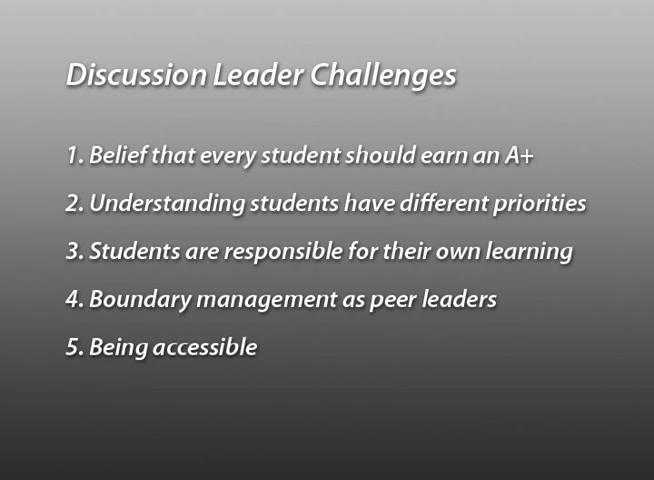 Discussion Leader Challenges
1. Belief that every student should earn an A+
2. Understanding students have different priorities
3. Students are responsible for their own learning
4. Boundary management as peer leaders
5. Being accessible